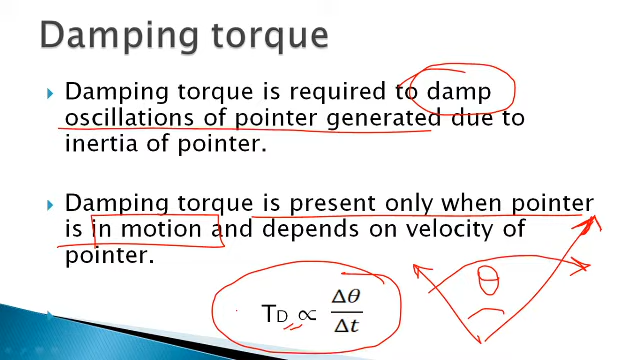 Damping torque
Damping torque is required to damp
oscillations of pointer generated due to
inertia of pointer.
Damping torque is present only when pointer
is in motion and depends on velocity of
pointer.
TD ∝ Δθ/Δt
θ